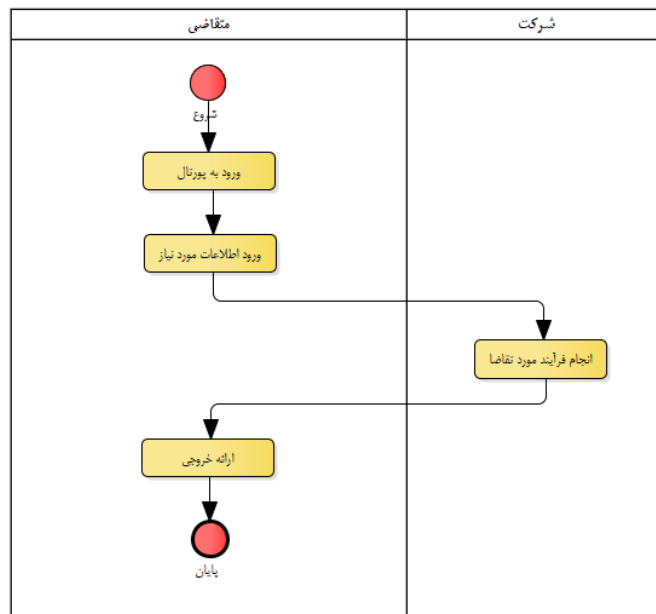 متقاضی
شرکت
شروع
ورود به پورتال
ورود اطلاعات مورد نیاز
انجام فرآیند مورد تقاضا
ارائه خروجی
پایان